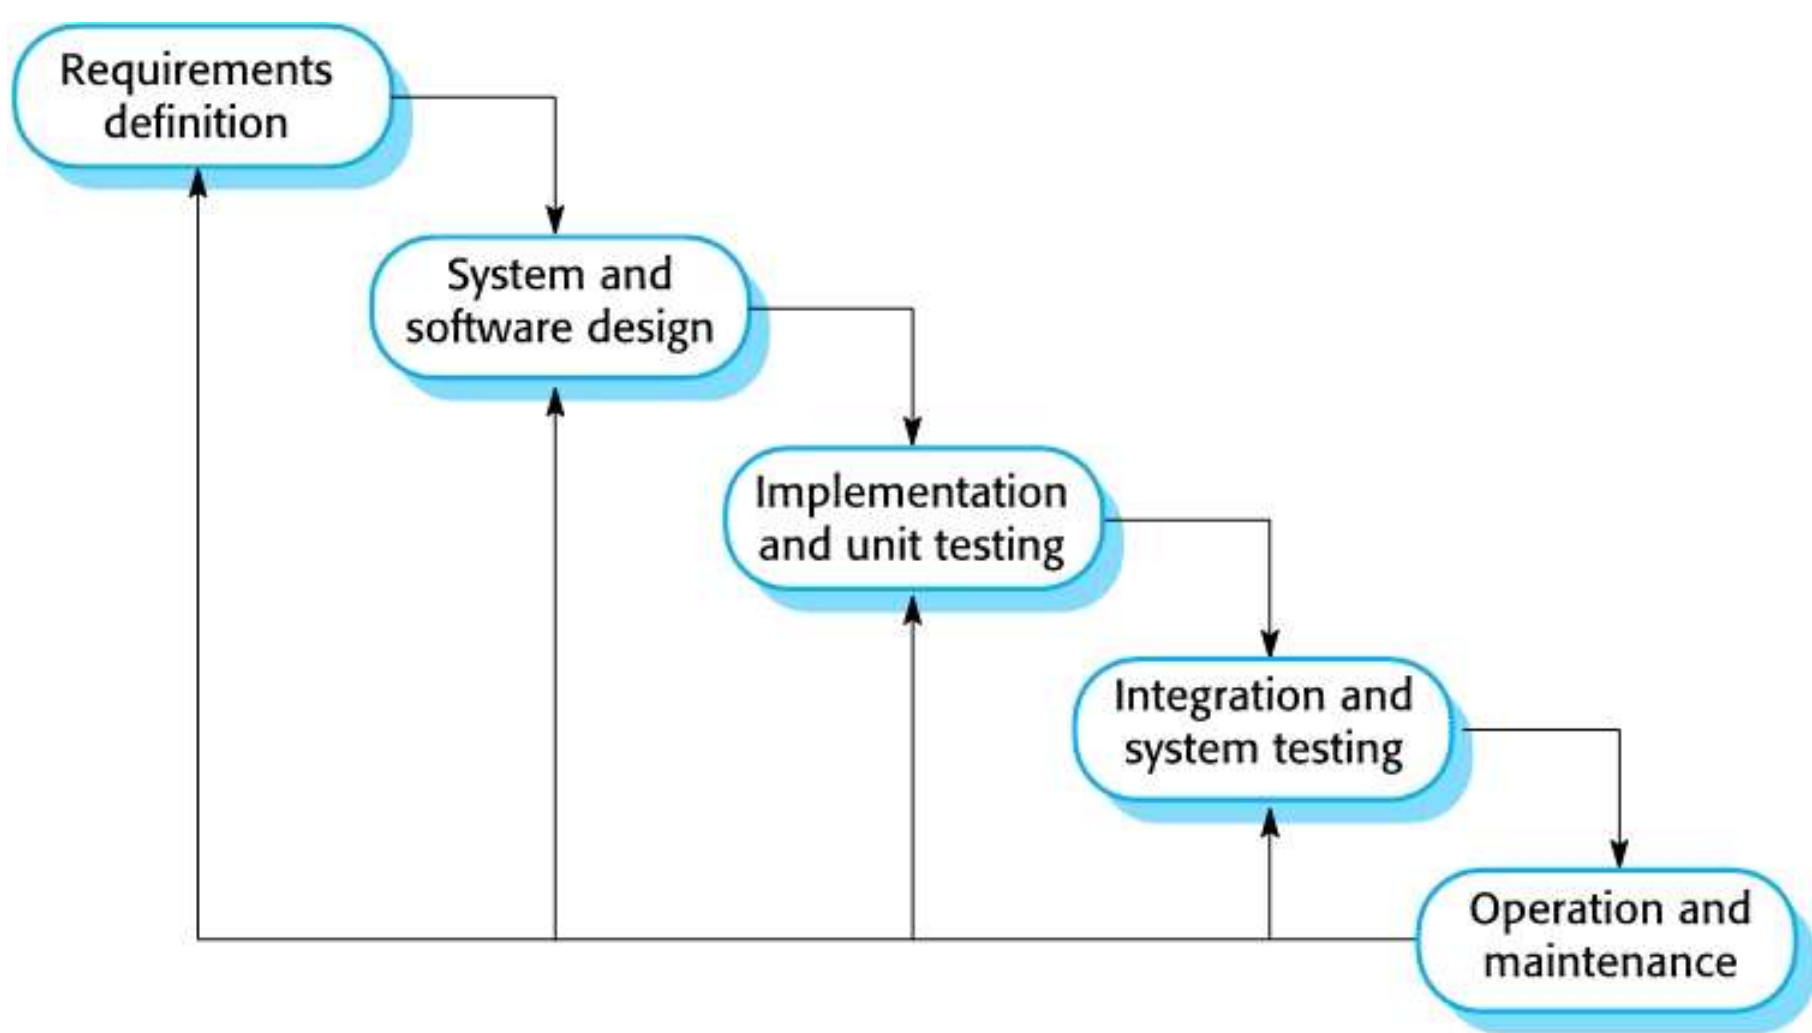 Requirements
definition
System and
software design
Implementation
and unit testing
Integration and
system testing
Operation and
maintenance